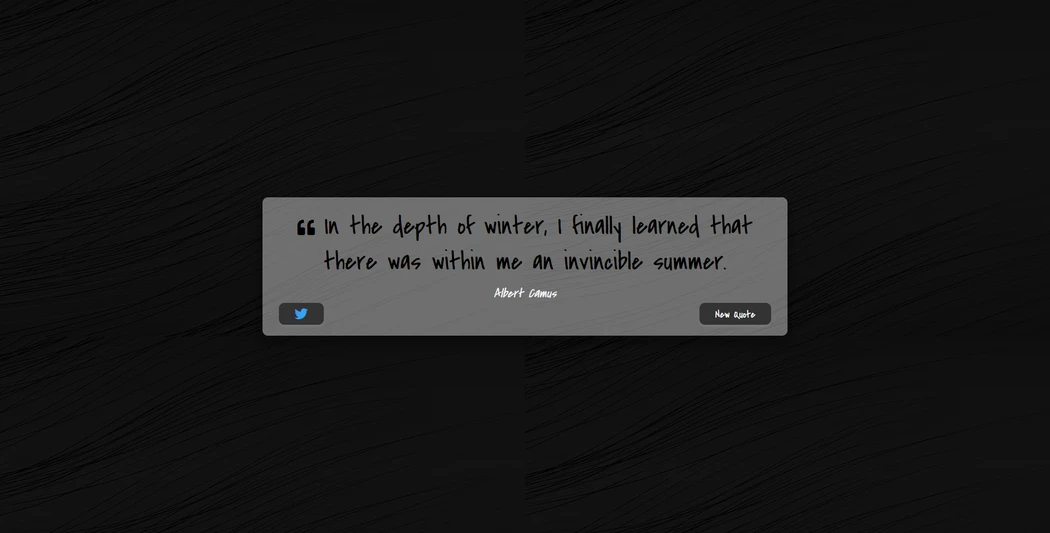 ❝ In the depth of winter, I finally learned that
there was within me an invincible summer.
Albert Camus
New Quote